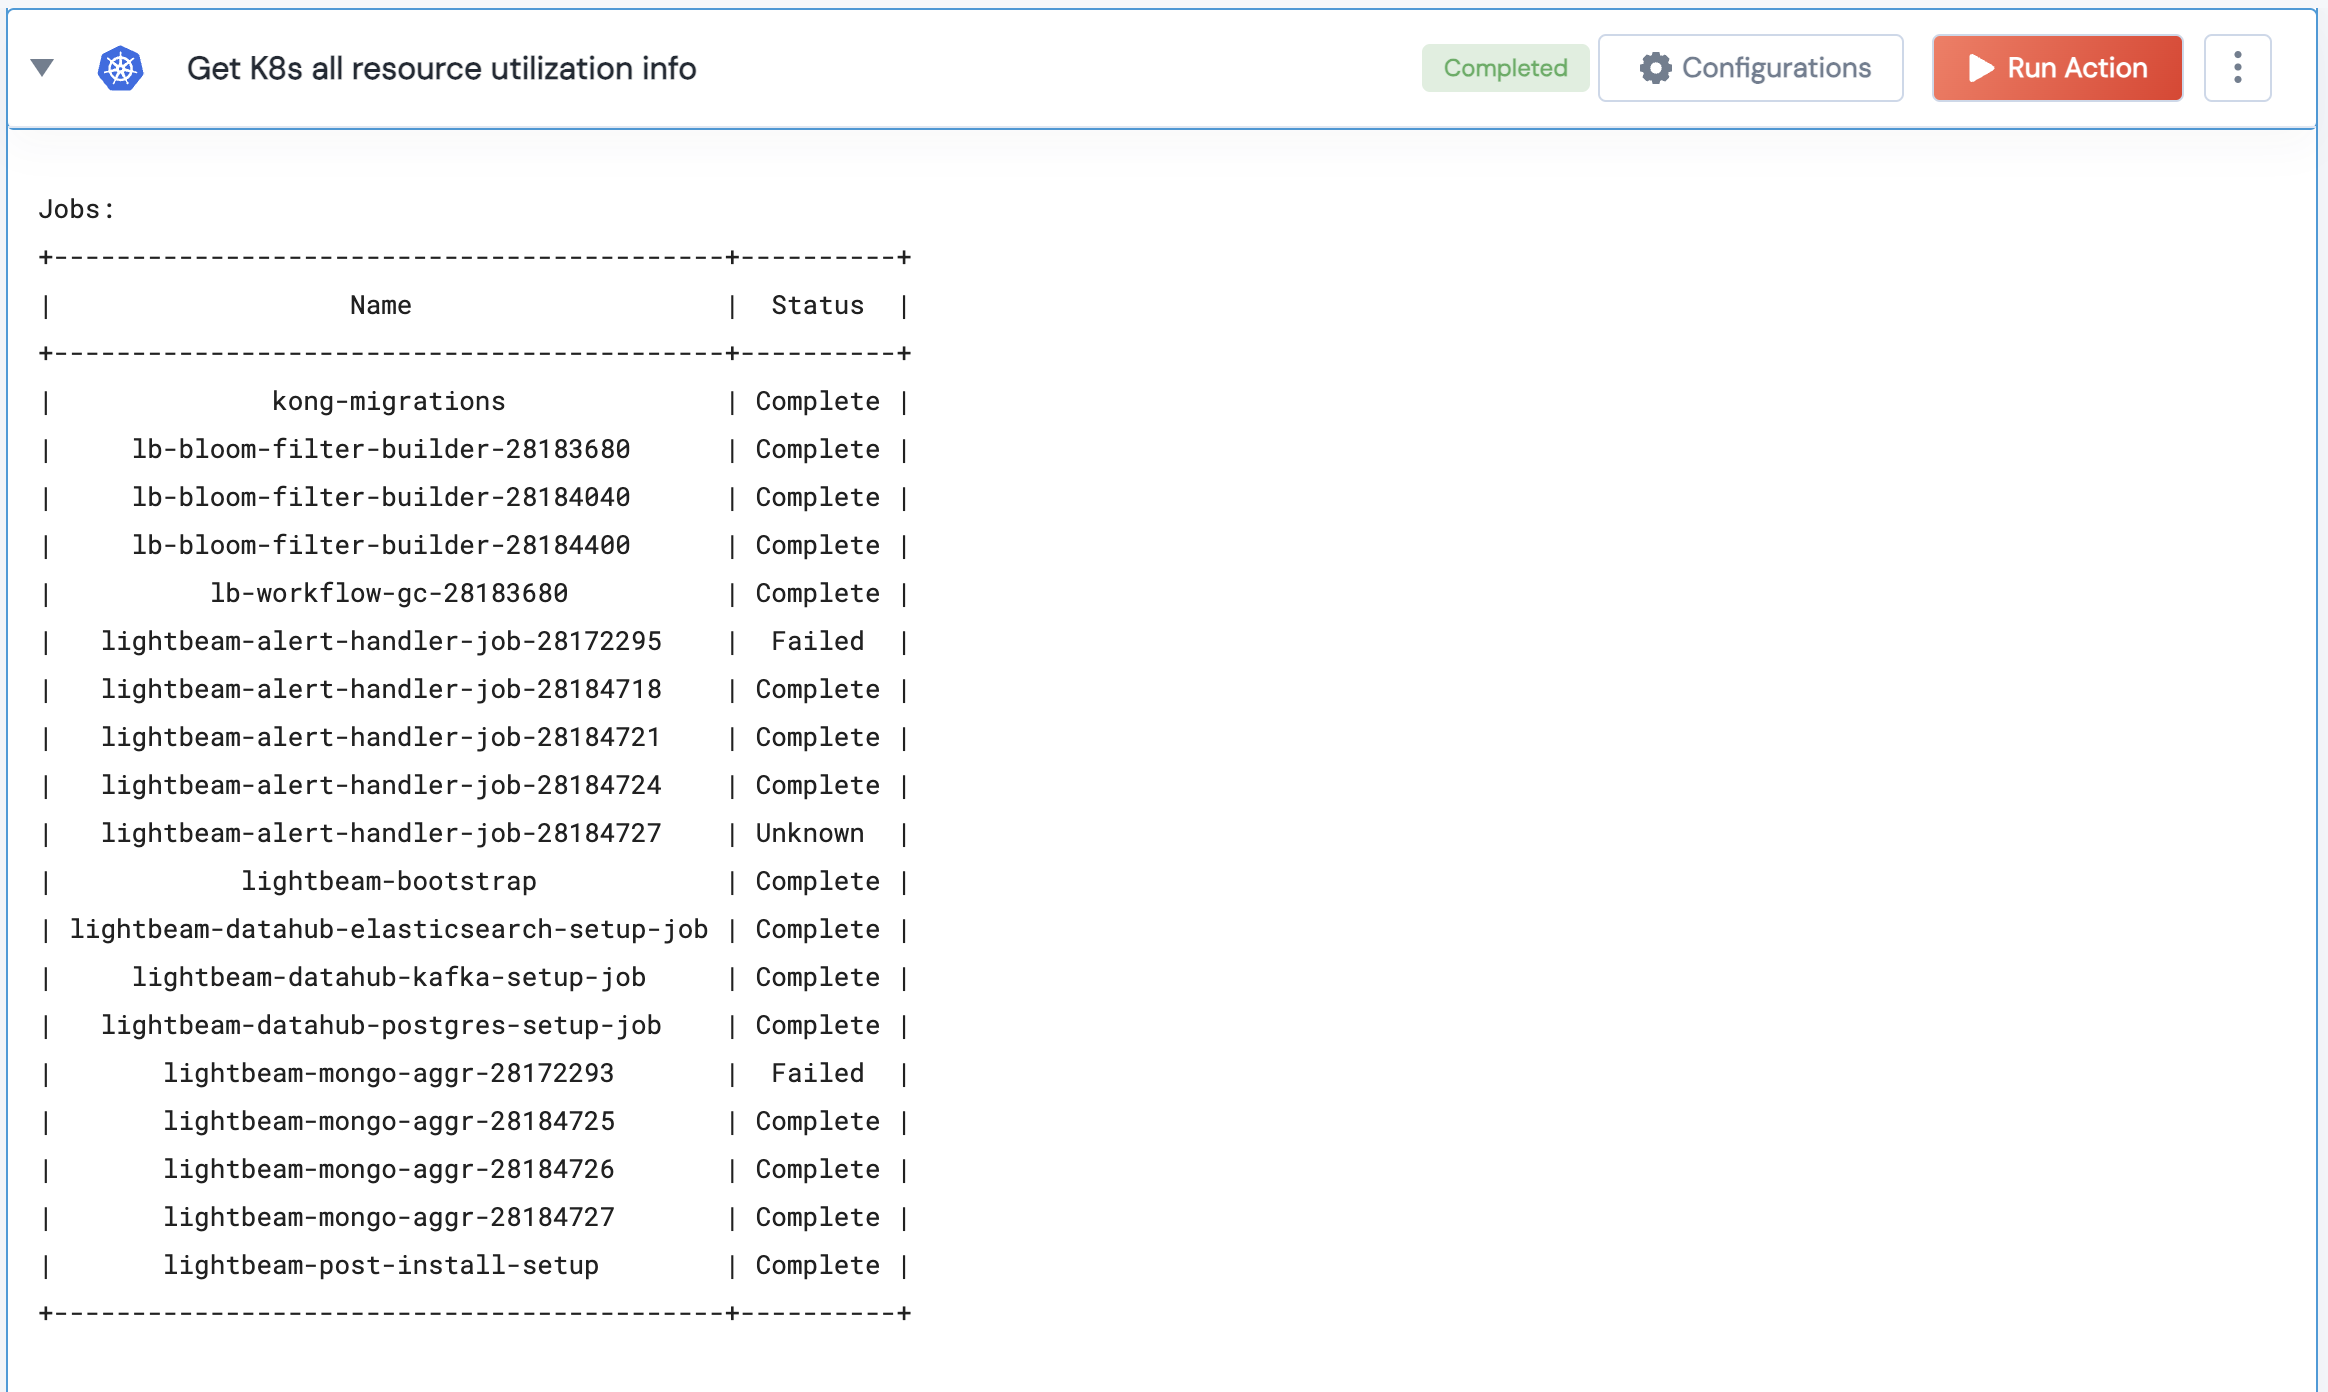 Get K8s all resource utilization info
Completed
Configurations
Run Action
Jobs:
+-------------------------------------------+----------+
|                   Name                    |  Status  |
+-------------------------------------------+----------+
|              kong-migrations              | Complete |
|     lb-bloom-filter-builder-28183680      | Complete |
|     lb-bloom-filter-builder-28184040      | Complete |
|     lb-bloom-filter-builder-28184400      | Complete |
|          lb-workflow-gc-28183680          | Complete |
|   lightbeam-alert-handler-job-28172295    |  Failed  |
|   lightbeam-alert-handler-job-28184718    | Complete |
|   lightbeam-alert-handler-job-28184721    | Complete |
|   lightbeam-alert-handler-job-28184724    | Complete |
|   lightbeam-alert-handler-job-28184727    | Unknown  |
|            lightbeam-bootstrap            | Complete |
| lightbeam-datahub-elasticsearch-setup-job | Complete |
|     lightbeam-datahub-kafka-setup-job     | Complete |
|   lightbeam-datahub-postgres-setup-job    | Complete |
|       lightbeam-mongo-aggr-28172293       |  Failed  |
|       lightbeam-mongo-aggr-28184725       | Complete |
|       lightbeam-mongo-aggr-28184726       | Complete |
|       lightbeam-mongo-aggr-28184727       | Complete |
|       lightbeam-post-install-setup        | Complete |
+-------------------------------------------+----------+